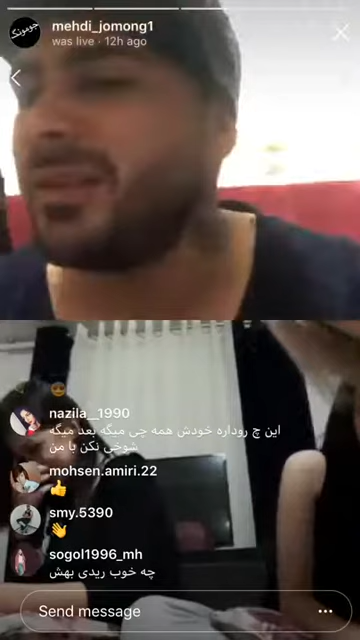 mehdi_jomong1
was live · 12h ago
جومونگ
nazila__1990
این چ روداره خودش همه چی میگه بعد میگه
شوخی نکن با من
mohsen.amiri.22
👍
smy.5390
👋
sogol1996_mh
چه خوب ریدی بهش
Send message